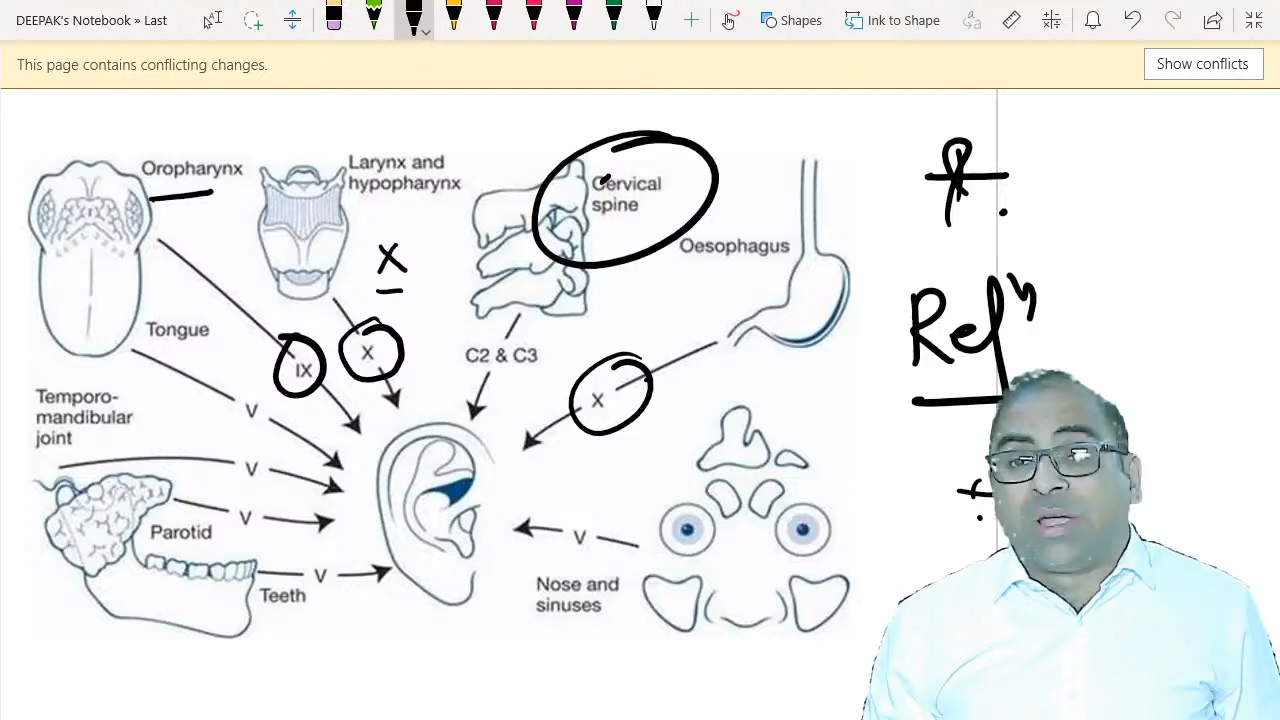 DEEPAK's Notebook » Last
Shapes
Ink to Shape
This page contains conflicting changes.
Show conflicts
Oropharynx
Larynx and
hypopharynx
Cervical
spine
Oesophagus
X
Tongue
IX
X
C2 & C3
X
Temporo-
mandibular
joint
V
V
V
Parotid
V
Teeth
V
Nose and
sinuses